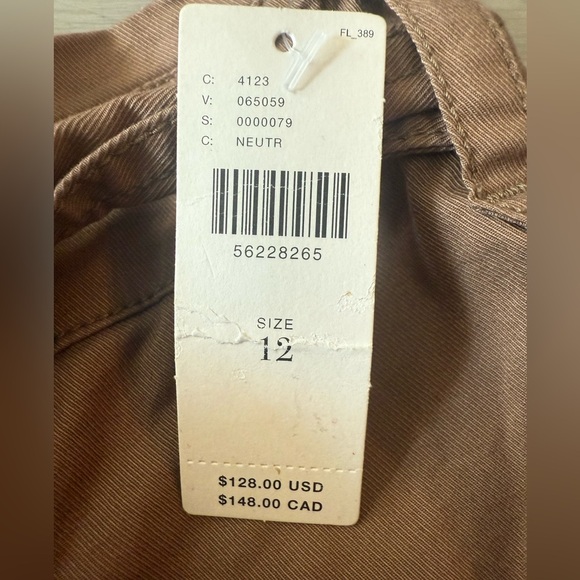 FL_389
C: 4123
V: 065059
S: 0000079
C: NEUTR
56228265
SIZE
12
$128.00 USD
$148.00 CAD